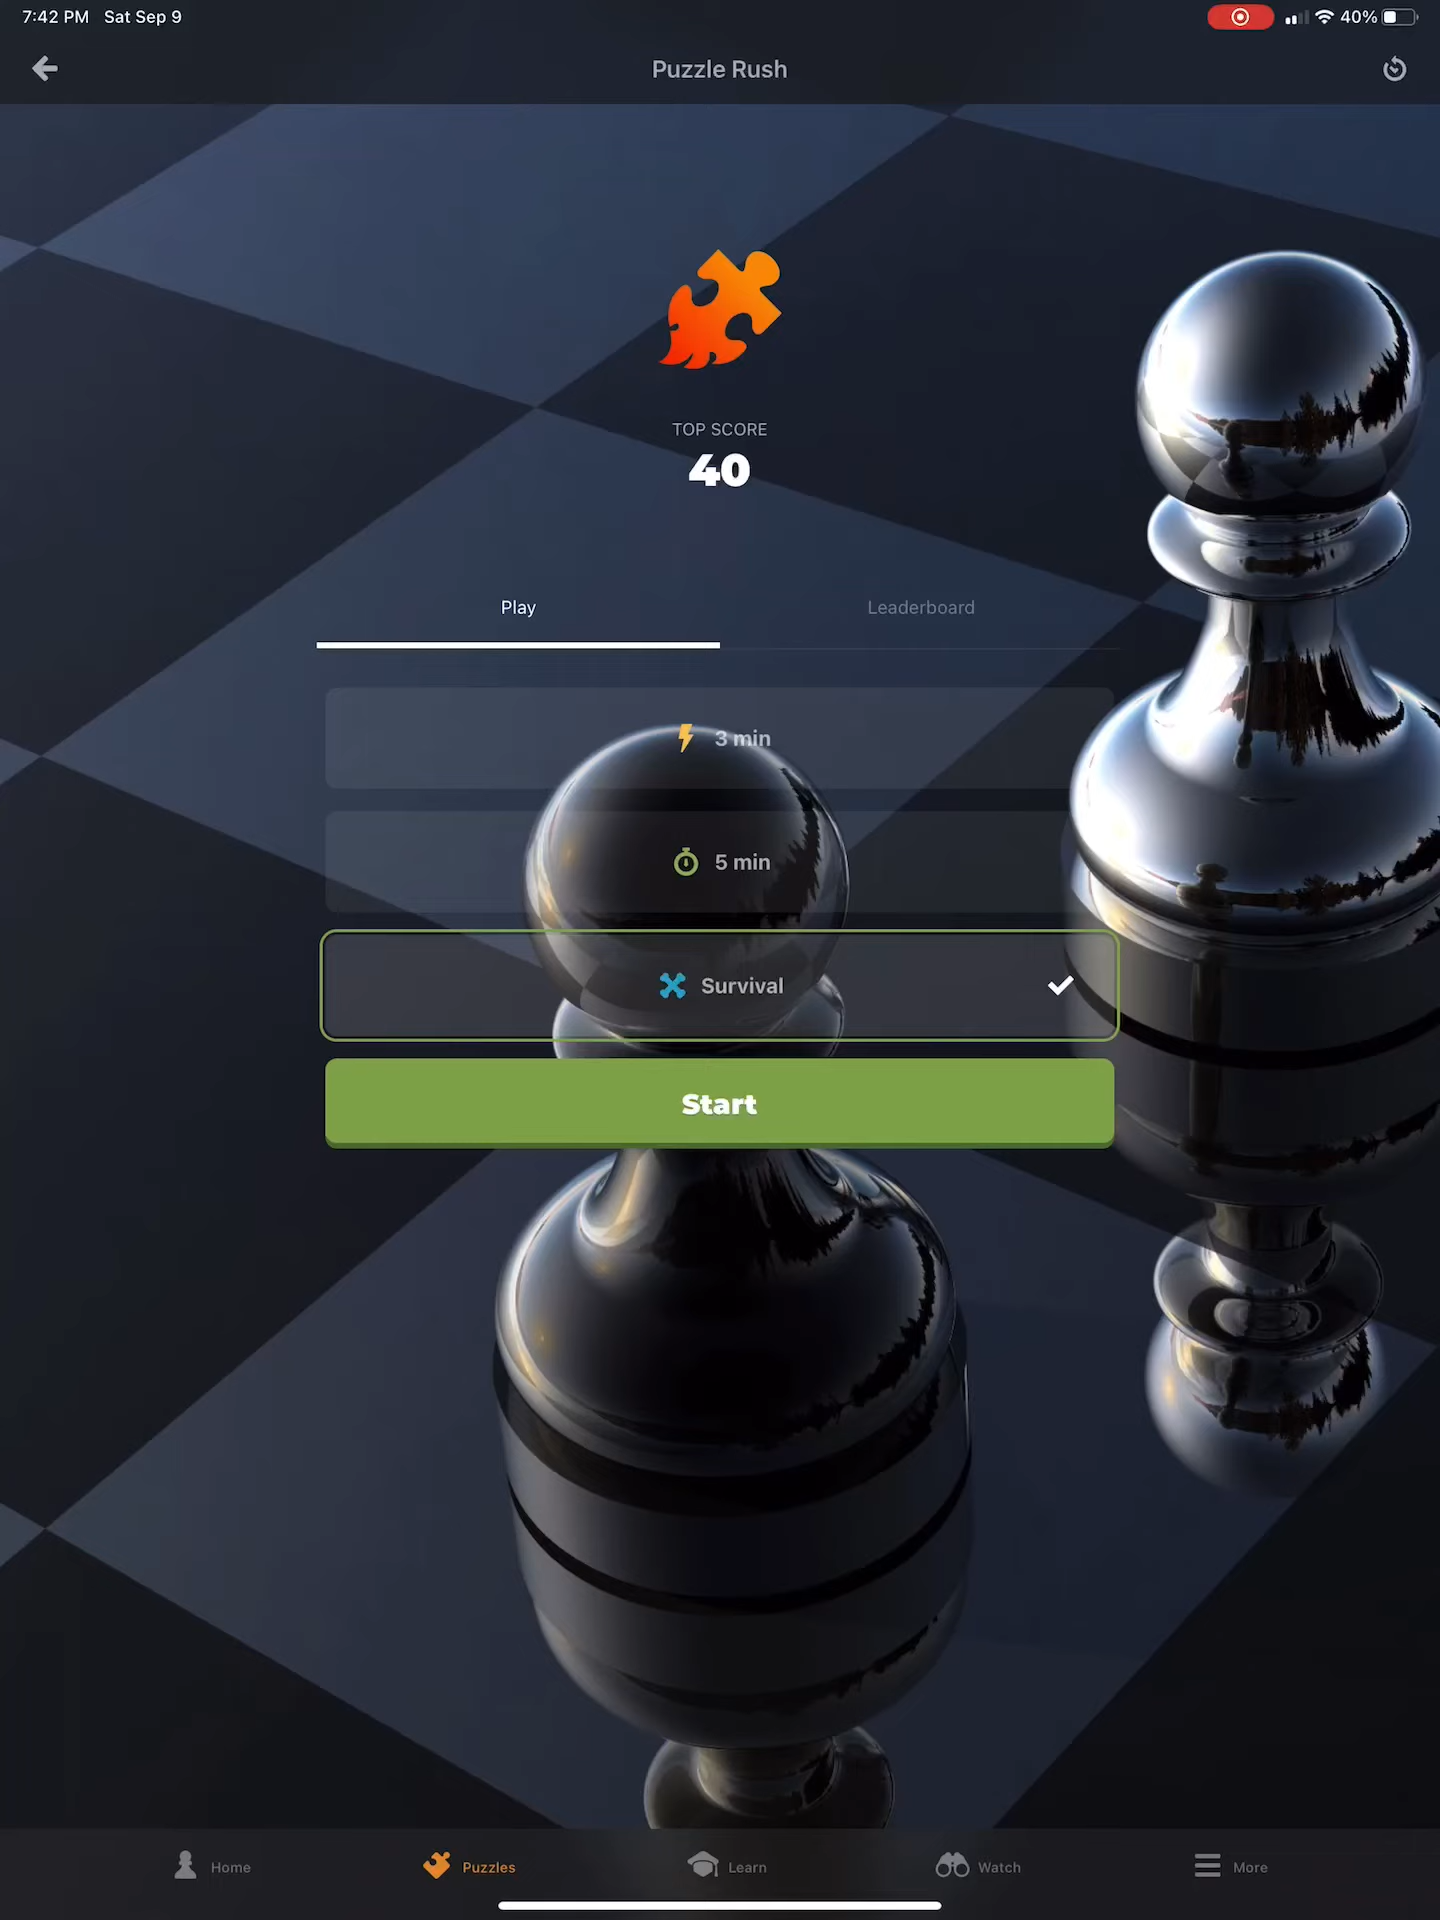 7:42 PM Sat Sep 9
40%
Puzzle Rush
TOP SCORE
40
Play
Leaderboard
3 min
5 min
Survival
Start
Home
Puzzles
Learn
Watch
More